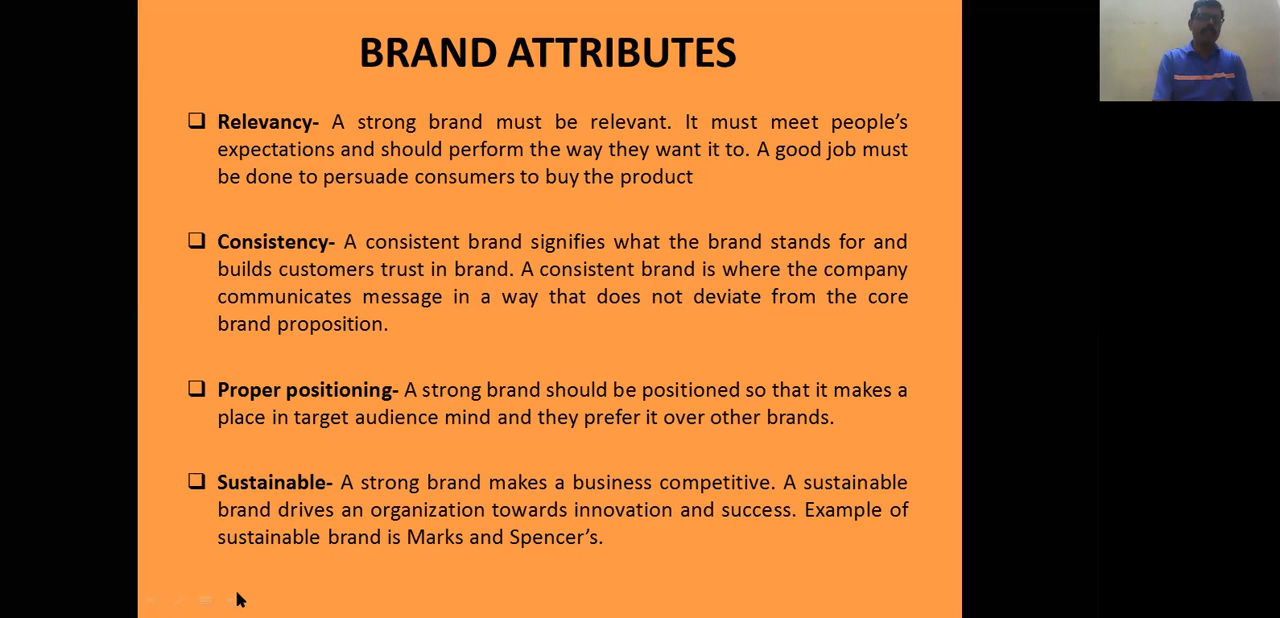 BRAND ATTRIBUTES
❑ Relevancy- A strong brand must be relevant. It must meet people’s
expectations and should perform the way they want it to. A good job must
be done to persuade consumers to buy the product
❑ Consistency- A consistent brand signifies what the brand stands for and
builds customers trust in brand. A consistent brand is where the company
communicates message in a way that does not deviate from the core
brand proposition.
❑ Proper positioning- A strong brand should be positioned so that it makes a
place in target audience mind and they prefer it over other brands.
❑ Sustainable- A strong brand makes a business competitive. A sustainable
brand drives an organization towards innovation and success. Example of
sustainable brand is Marks and Spencer’s.